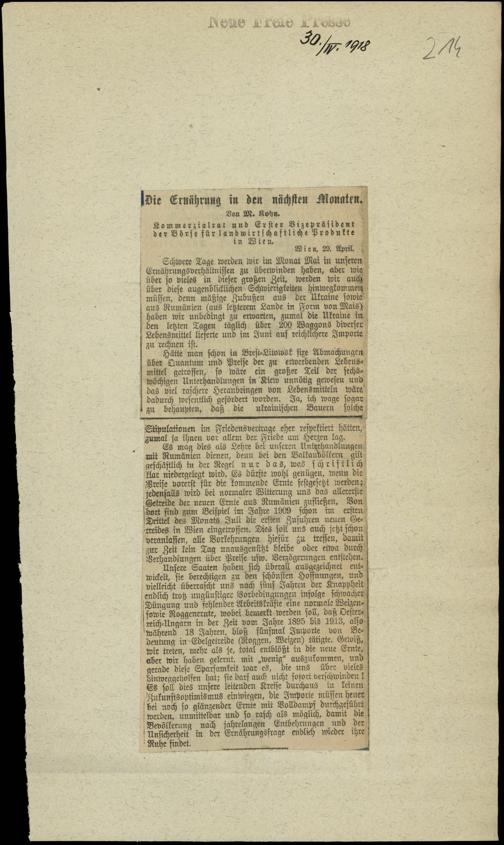 Neue Freie Presse
30./IV. 1918
214
Die Ernährung in den nächsten Monaten.
Von M. Kohn.
Kommerzialrat und Erster Vizepräsident
der Börse für landwirtschaftliche Produkte
in Wien.
Wien, 29. April.
Schwere Tage werden wir im Monat Mai in unseren
Ernährungsverhältnissen zu überwinden haben, aber wie
über so vieles in dieser großen Zeit, werden wir auch
über diese augenblicklichen Schwierigkeiten hinwegkommen
müssen, denn mäßige Zubußen aus der Ukraine sowie
aus Rumänien (aus letzterem Lande in Form von Mais)
haben wir unbedingt zu erwarten, zumal die Ukraine in
den letzten Tagen täglich über 200 Waggons diverser
Lebensmittel lieferte und im Juni auf reichlichere Importe
zu rechnen ist.
Hätte man schon in Brest-Litowsk fixe Abmachungen
über Quantum und Preise der zu erwerbenden Lebens-
mittel getroffen, so wäre ein großer Teil der sechs-
wöchigen Unterhandlungen in Kiew unnötig gewesen und
das viel raschere Heranbringen von Lebensmitteln wäre
dadurch wesentlich gefördert worden. Ja, ich wage sogar
zu behaupten, daß die ukrainischen Bauern solche
Stipulationen im Friedensvertrage eher respektiert hätten,
zumal ja ihnen vor allem der Friede am Herzen lag.
Es mag dies als Lehre bei unseren Unterhandlungen
mit Rumänien dienen, denn bei den Balkanvölkern gilt
geschäftlich in der Regel nur das, was schriftlich
klar niedergelegt wird. Es dürfte wohl genügen, wenn die
Preise vorerst für die kommende Ernte festgesetzt werden;
jedenfalls wird bei normaler Witterung uns das allererste
Getreide der neuen Ernte aus Rumänien zufließen. Von
dort sind zum Beispiel im Jahre 1909 schon im ersten
Drittel des Monats Juli die ersten Zufuhren neuen Ge-
treides in Wien eingetroffen. Dies soll uns auch jetzt schon
veranlassen, alle Vorkehrungen hiefür zu treffen, damit
zur Zeit kein Tag unausgenützt bleibe oder etwa durch
Verhandlungen über Preise usw. Verzögerungen entstehen.
Unsere Saaten haben sich überall ausgezeichnet ent-
wickelt, sie berechtigen zu den schönsten Hoffnungen, und
vielleicht überrascht uns nach fünf Jahren der Knappheit
endlich trotz ungünstiger Vorbedingungen infolge schwacher
Düngung und fehlender Arbeitskräfte eine normale Weizen-
sowie Roggenernte, wobei bemerkt werden soll, daß Oester-
reich-Ungarn in der Zeit vom Jahre 1895 bis 1913, also
während 18 Jahren, bloß fünfmal Importe von Be-
deutung in Edelgetreide (Roggen, Weizen) tätigte. Gewiß,
wir treten, mehr als je, total entblößt in die neue Ernte,
aber wir haben gelernt, mit „wenig“ auszukommen, und
gerade diese Sparsamkeit war es, die uns über vieles
hinweggeholfen hat; sie darf auch nicht sofort verschwinden!
Es soll dies unsere leitenden Kreise durchaus in keinen
Zukunftsoptimismus einwiegen, die Importe müssen heuer
bei noch so glänzender Ernte mit Volldampf durchgeführt
werden, unmittelbar und so rasch als möglich, damit die
Bevölkerung nach jahrelangen Entbehrungen und der
Unsicherheit in der Ernährungsfrage endlich wieder ihre
Ruhe findet.